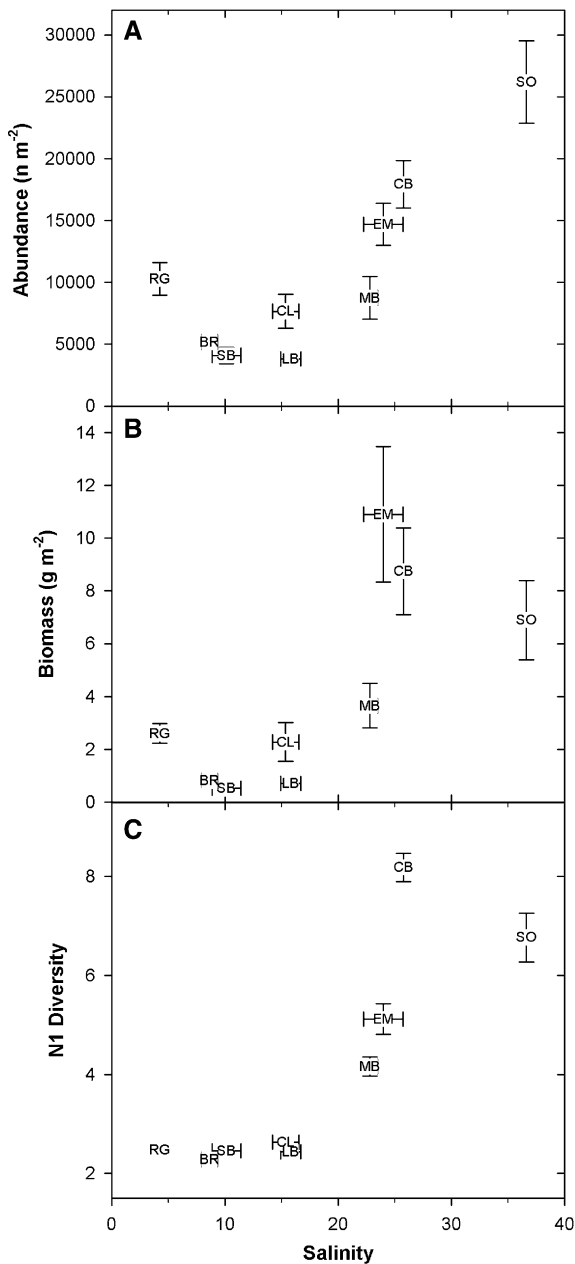 A
30000
SO
25000
20000
CB
EM
15000
RG
MB
10000
CL
BR
SB
LB
5000
0
Abundance (n m-2)
B
14
12
EM
10
CB
8
SO
6
4
MB
RG
CL
2
BR
SB
LB
0
Biomass (g m-2)
C
8
CB
SO
6
EM
MB
4
RG
BR
SB
CL
LB
2
N1 Diversity
0 10 20 30 40
Salinity